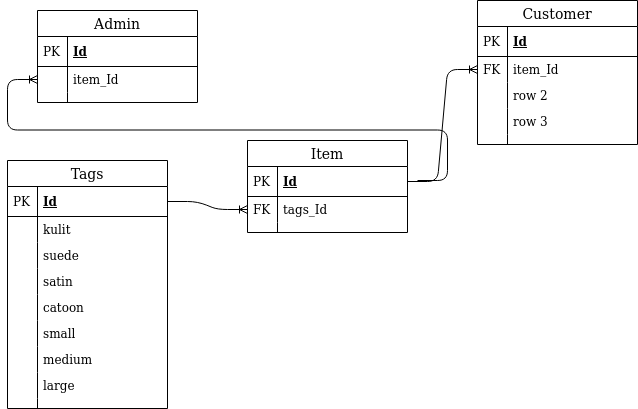 Admin
PK Id
item_Id
Customer
PK Id
FK item_Id
row 2
row 3
Item
PK Id
FK tags_Id
Tags
PK Id
kulit
suede
satin
catoon
small
medium
large